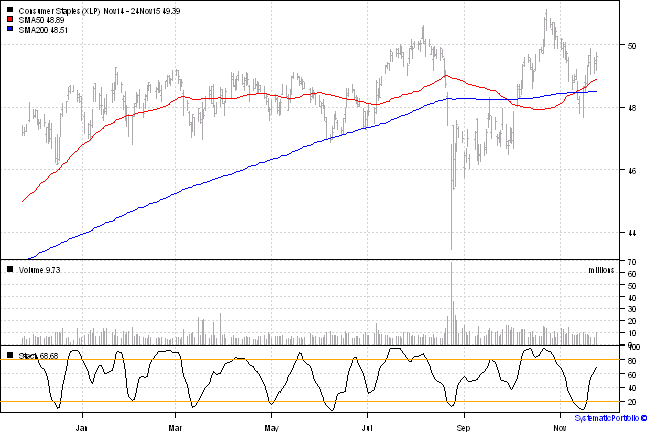 Consumer Staples (XLP) Nov14 - 24Nov15 49.39
SMA50 48.89
SMA200 48.51
50
48
46
44
Volume 9.73
millions
70
60
50
40
30
20
10
0
Stoch 68.68
100
80
60
40
20
Jan Mar May Jul Sep Nov
SystematicPortfolio ©